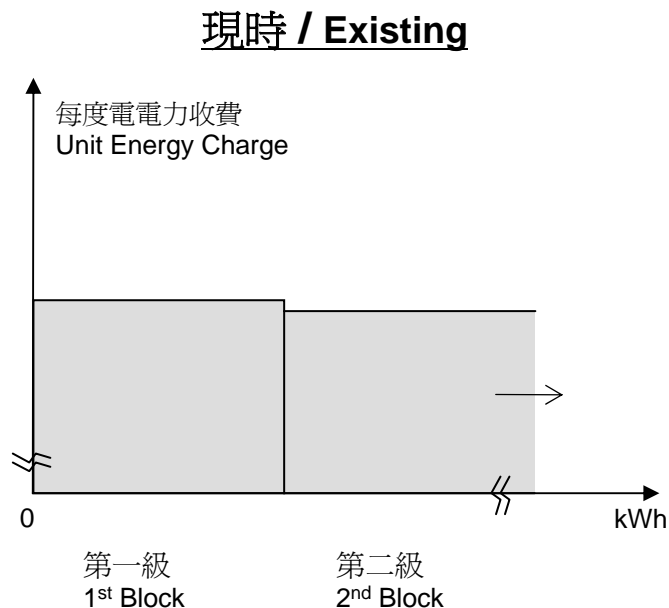 現時 / Existing
每度電電力收費
Unit Energy Charge
0
kWh
第一級
1st Block
第二級
2nd Block